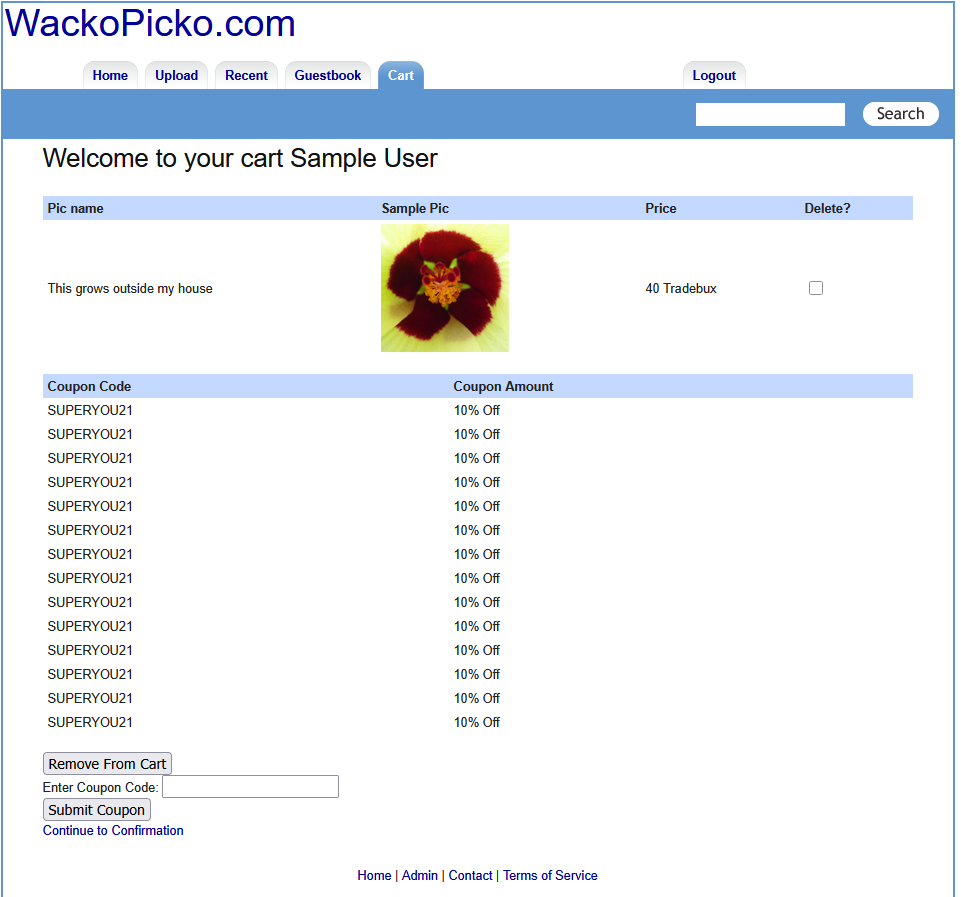 WackoPicko.com
Home Upload Recent Guestbook Cart Logout
Search
Welcome to your cart Sample User
Pic name Sample Pic Price Delete?
This grows outside my house 40 Tradebux
Coupon Code Coupon Amount
SUPERYOU21 10% Off
SUPERYOU21 10% Off
SUPERYOU21 10% Off
SUPERYOU21 10% Off
SUPERYOU21 10% Off
SUPERYOU21 10% Off
SUPERYOU21 10% Off
SUPERYOU21 10% Off
SUPERYOU21 10% Off
SUPERYOU21 10% Off
SUPERYOU21 10% Off
SUPERYOU21 10% Off
SUPERYOU21 10% Off
SUPERYOU21 10% Off
Remove From Cart
Enter Coupon Code:
Submit Coupon
Continue to Confirmation
Home | Admin | Contact | Terms of Service